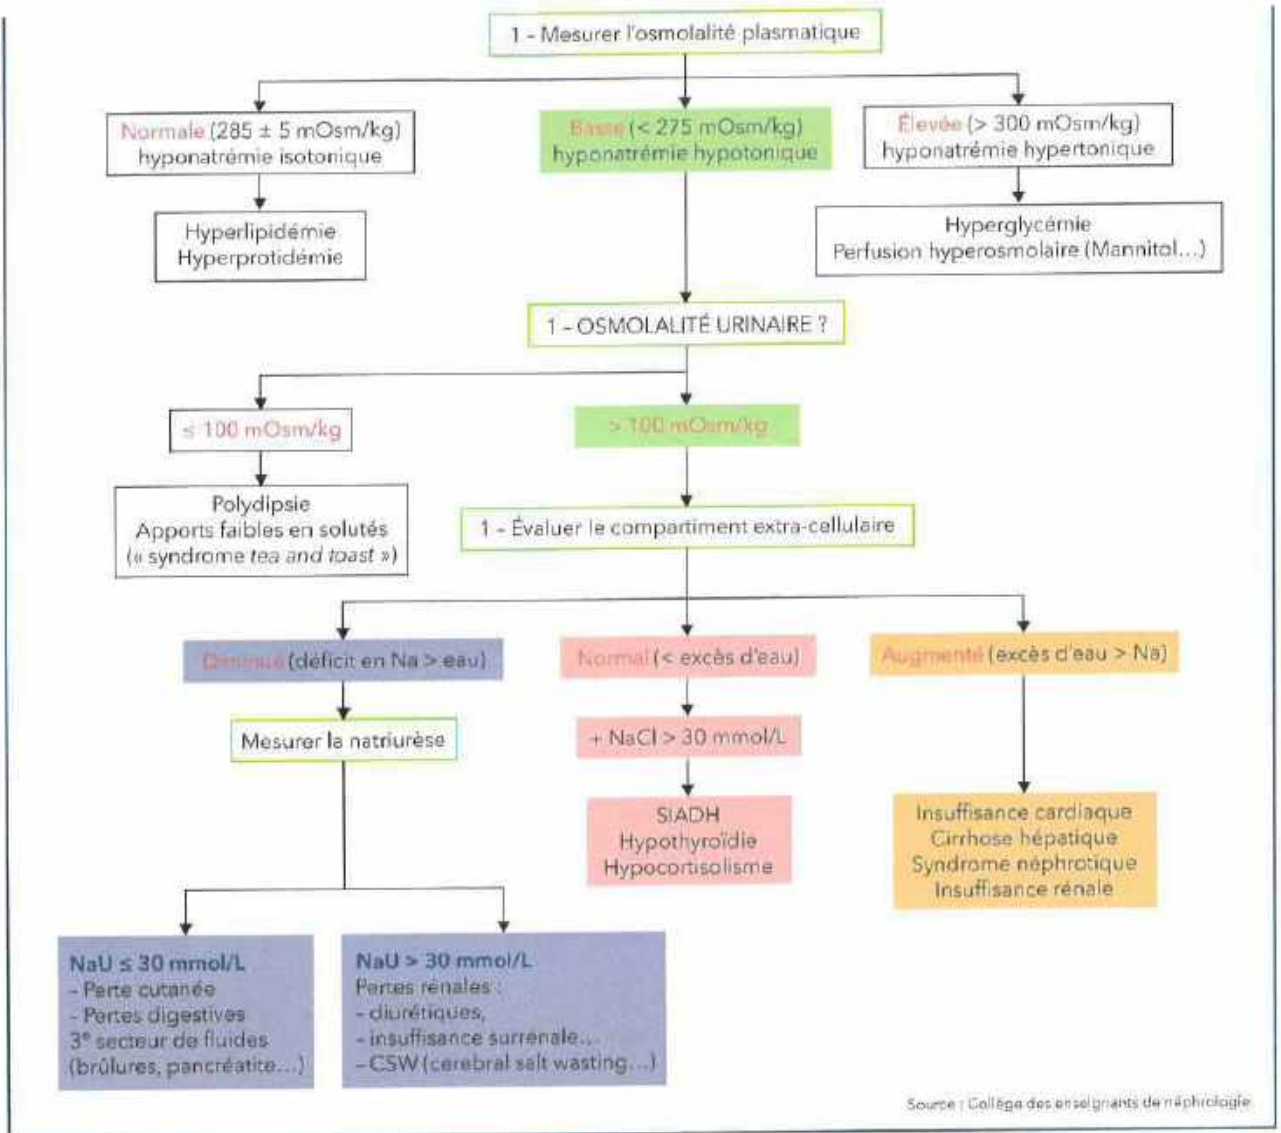 1 - Mesurer l'osmolalité plasmatique
Normale (285 ± 5 mOsm/kg)
hyponatrémie isotonique
Basse (< 275 mOsm/kg)
hyponatrémie hypotonique
Élevée (> 300 mOsm/kg)
hyponatrémie hypertonique
Hyperlipidémie
Hyperprotidémie
Hyperglycémie
Perfusion hyperosmolaire (Mannitol...)
1 - OSMOLALITÉ URINAIRE ?
≤ 100 mOsm/kg
> 100 mOsm/kg
Polydipsie
Apports faibles en solutés
(« syndrome tea and toast »)
1 - Évaluer le compartiment extra-cellulaire
Diminué (déficit en Na > eau)
Normal (< excès d'eau)
Augmenté (excès d'eau > Na)
Mesurer la natriurèse
+ NaCl > 30 mmol/L
SIADH
Hypothyroïdie
Hypocortisolisme
Insuffisance cardiaque
Cirrhose hépatique
Syndrome néphrotique
Insuffisance rénale
NaU ≤ 30 mmol/L
- Perte cutanée
- Pertes digestives
3e secteur de fluides
(brûlures, pancréatite...)
NaU > 30 mmol/L
Pertes rénales :
- diurétiques,
- insuffisance surrénale...
- CSW (cerebral salt wasting...)
Source : Collège des enseignants de néphrologie.